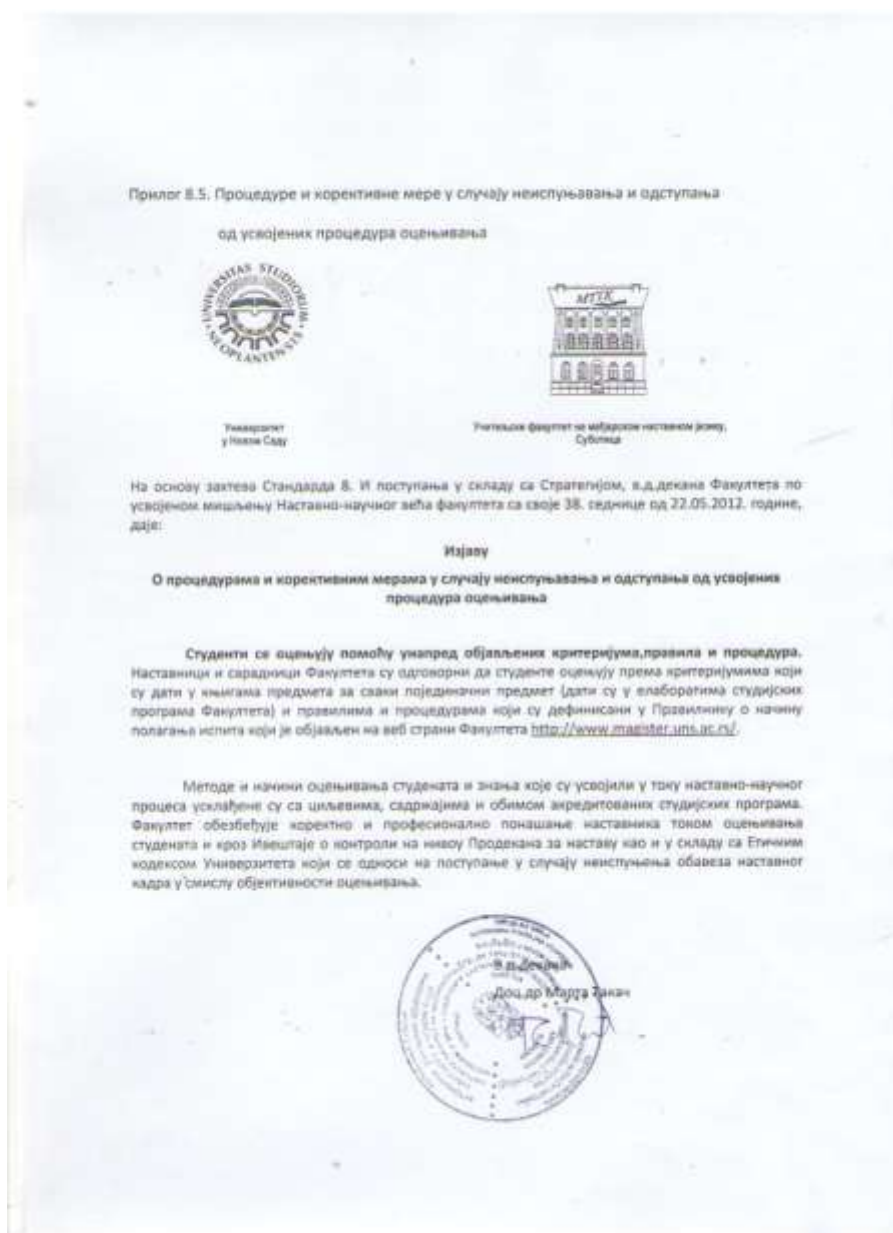 Прилог 8.5. Процедуре и корективне мере у случају неиспуњавања и одступања
од усвојених процедура оцењивања
UNIVERSITAS STUDIORUM
NEOPLANTENSIS
MTTK
Универзитет
у Новом Саду
Учитељски факултет на мађарском наставном језику,
Суботица
На основу захтева Стандарда 8. И поступања у складу са Стратегијом, в.д.декана Факултета по
усвојеном мишљењу Наставно-научног већа факултета са своје 38. седнице од 22.05.2012. године,
даје:
Изјаву
О процедурама и корективним мерама у случају неиспуњавања и одступања од усвојених
процедура оцењивања
Студенти се оцењују помоћу унапред објављених критеријума,правила и процедура.
Наставници и сарадници Факултета су одговорни да студенте оцењују према критеријумима који
су дати у књигама предмета за сваки појединачни предмет (дати су у елаборатима студијских
програма Факултета) и правилима и процедурама који су дефинисани у Правилнику о начину
полагања испита који је објављен на веб страни Факултета http://www.magister.uns.ac.rs/.
Методе и начини оцењивања студената и знања које су усвојили у току наставно-научног
процеса усклађене су са циљевима, садржајима и обимом акредитованих студијских програма.
Факултет обезбеђује коректно и професионално понашање наставника током оцењивања
студената и кроз Извештаје о контроли на нивоу Продекана за наставу као и у складу са Етичким
кодексом Универзитета који се односи на поступање у случају неиспуњења обавеза наставног
кадра у смислу објективности оцењивања.
В.д.Декана
Доц.др Марта Такач